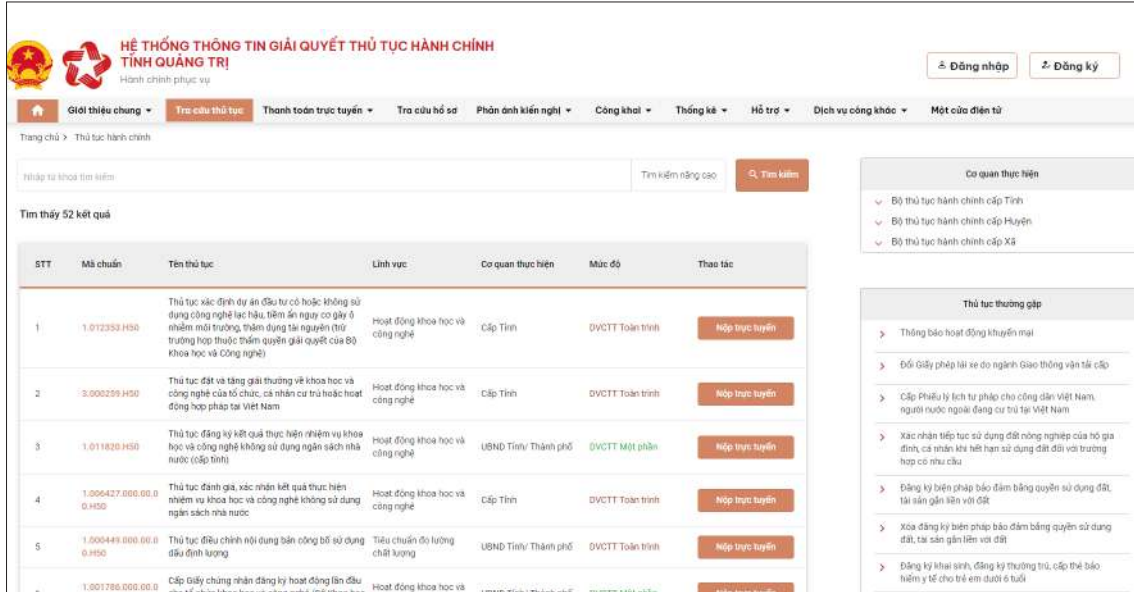 HỆ THỐNG THÔNG TIN GIẢI QUYẾT THỦ TỤC HÀNH CHÍNH
TỈNH QUẢNG TRỊ
Hành chính phục vụ
Đăng nhập
Đăng ký
Giới thiệu chung
Tra cứu thủ tục
Thanh toán trực tuyến
Tra cứu hồ sơ
Phản ánh kiến nghị
Công khai
Thống kê
Hỗ trợ
Dịch vụ công khác
Một cửa điện tử
Trang chủ > Thủ tục hành chính
Nhập từ khóa tìm kiếm
Tìm kiếm nâng cao
Tìm kiếm
Tìm thấy 52 kết quả
STT Mã chuẩn Tên thủ tục Lĩnh vực Cơ quan thực hiện Mức độ Thao tác
1
1.012353.H50
Thủ tục xác định dự án đầu tư có hoặc không sử
dụng công nghệ lạc hậu, tiềm ẩn nguy cơ gây ô
nhiễm môi trường, thâm dụng tài nguyên (trừ
trường hợp thuộc thẩm quyền giải quyết của Bộ
Khoa học và Công nghệ)
Hoạt động khoa học và
công nghệ
Cấp Tỉnh
DVCTT Toàn trình
Nộp trực tuyến
2
3.000259.H50
Thủ tục đặt và tặng giải thưởng về khoa học và
công nghệ của tổ chức, cá nhân cư trú hoặc hoạt
động hợp pháp tại Việt Nam
Hoạt động khoa học và
công nghệ
Cấp Tỉnh
DVCTT Toàn trình
Nộp trực tuyến
3
1.011820.H50
Thủ tục đăng ký kết quả thực hiện nhiệm vụ khoa
học và công nghệ không sử dụng ngân sách nhà
nước (cấp tỉnh)
Hoạt động khoa học và
công nghệ
UBND Tỉnh/ Thành phố
DVCTT Một phần
Nộp trực tuyến
4
1.006427.000.00.0
0.H50
Thủ tục đánh giá, xác nhận kết quả thực hiện
nhiệm vụ khoa học và công nghệ không sử dụng
ngân sách nhà nước
Hoạt động khoa học và
công nghệ
Cấp Tỉnh
DVCTT Toàn trình
Nộp trực tuyến
5
1.000449.000.00.0
0.H50
Thủ tục điều chỉnh nội dung bản công bố sử dụng
dấu định lượng
Tiêu chuẩn đo lường
chất lượng
UBND Tỉnh/ Thành phố
DVCTT Toàn trình
Nộp trực tuyến
1.001786.000.00.0
Cấp Giấy chứng nhận đăng ký hoạt động lần đầu
Hoạt động khoa học và
Cơ quan thực hiện
Bộ thủ tục hành chính cấp Tỉnh
Bộ thủ tục hành chính cấp Huyện
Bộ thủ tục hành chính cấp Xã
Thủ tục thường gặp
Thông báo hoạt động khuyến mại
Đổi Giấy phép lái xe do ngành Giao thông vận tải cấp
Cấp Phiếu lý lịch tư pháp cho công dân Việt Nam,
người nước ngoài đang cư trú tại Việt Nam
Xác nhận tiếp tục sử dụng đất nông nghiệp của hộ gia
đình, cá nhân khi hết hạn sử dụng đất đối với trường
hợp có nhu cầu
Đăng ký biện pháp bảo đảm bằng quyền sử dụng đất,
tài sản gắn liền với đất
Xóa đăng ký biện pháp bảo đảm bằng quyền sử dụng
đất, tài sản gắn liền với đất
Đăng ký khai sinh, đăng ký thường trú, cấp thẻ bảo
hiểm y tế cho trẻ em dưới 6 tuổi